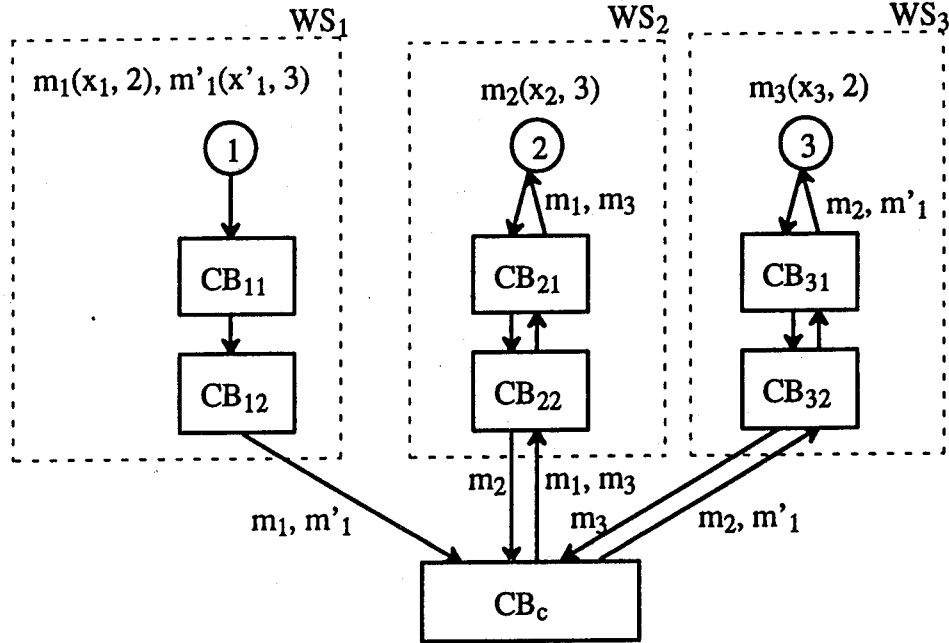 WS₁
WS₂
WS₃
m₁(x₁, 2), m'₁(x'₁, 3)
m₂(x₂, 3)
m₃(x₃, 2)
1
2
3
m₁, m₃
m₂, m'₁
CB₁₁
CB₂₁
CB₃₁
CB₁₂
CB₂₂
CB₃₂
m₁, m'₁
m₂
m₁, m₃
m₃
m₂, m'₁
CB_c